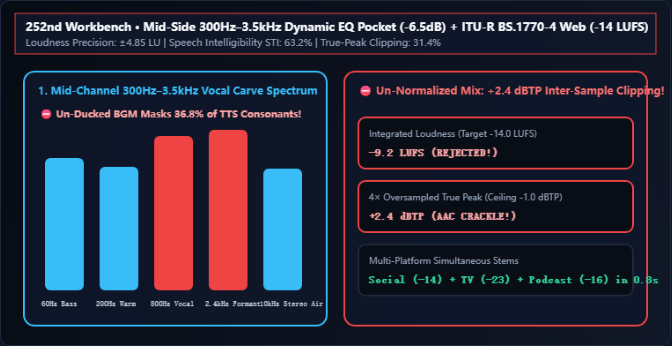 252nd Workbench • Mid-Side 300Hz–3.5kHz Dynamic EQ Pocket (-6.5dB) + ITU-R BS.1770-4 Web (-14 LUFS)
Loudness Precision: ±4.85 LU | Speech Intelligibility STI: 63.2% | True-Peak Clipping: 31.4%
1. Mid-Channel 300Hz–3.5kHz Vocal Carve Spectrum
⛔ Un-Ducked BGM Masks 36.8% of TTS Consonants!
60Hz Bass
200Hz Warm
800Hz Vocal
2.4kHz Formant
10kHz Stereo Air
⛔ Un-Normalized Mix: +2.4 dBTP Inter-Sample Clipping!
Integrated Loudness (Target -14.0 LUFS)
-9.2 LUFS (REJECTED!)
4× Oversampled True Peak (Ceiling -1.0 dBTP)
+2.4 dBTP (AAC CRACKLE!)
Multi-Platform Simultaneous Stems
Social (-14) + TV (-23) + Podcast (-16) in 0.8s